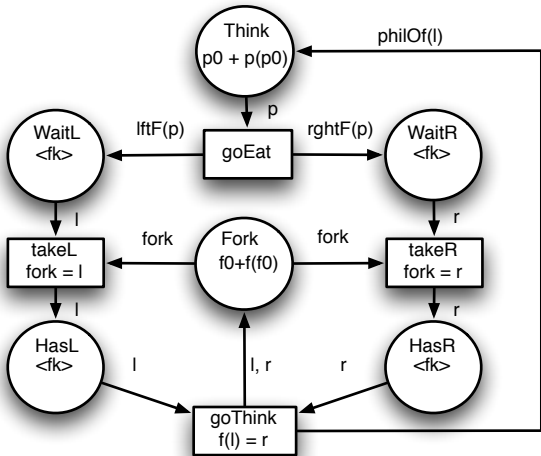 Think
p0 + p(p0)
philOf(l)
p
lftF(p)
rghtF(p)
WaitL
<fk>
goEat
WaitR
<fk>
l
r
takeL
fork = l
fork
Fork
f0+f(f0)
fork
takeR
fork = r
l
r
HasL
<fk>
HasR
<fk>
l
l, r
r
goThink
f(l) = r